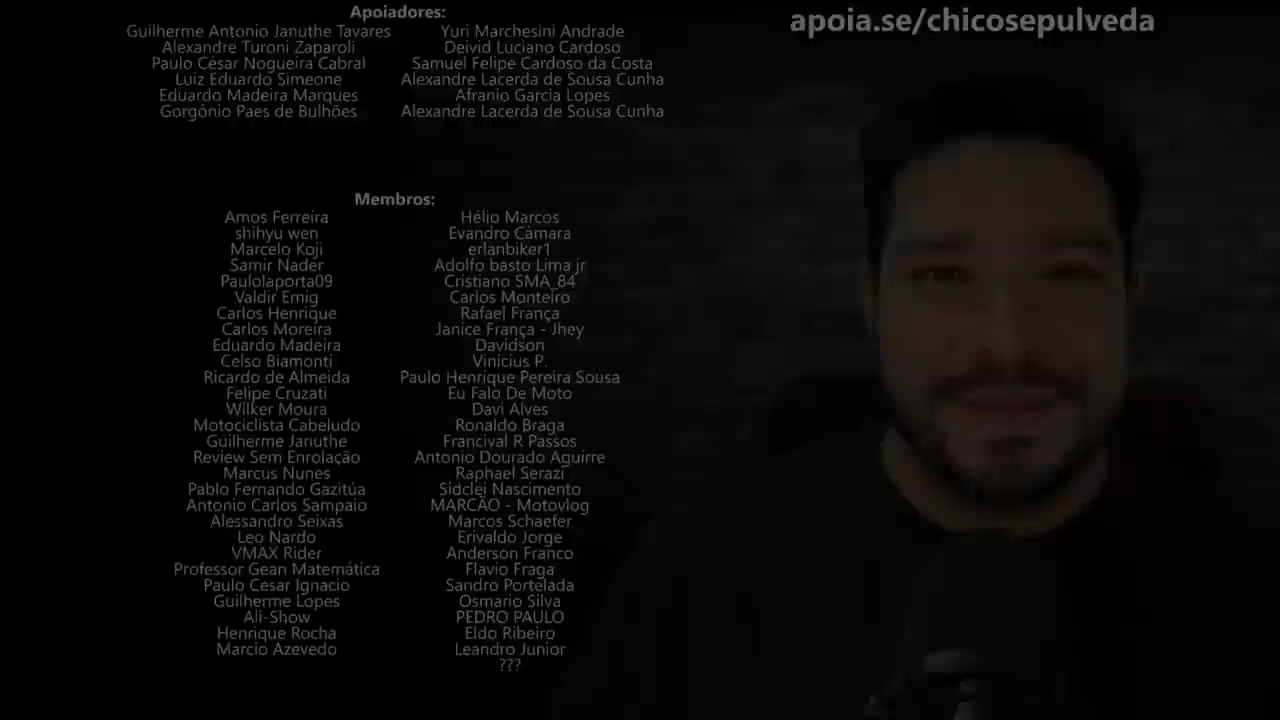 Apoiadores:
Guilherme Antonio Januthe Tavares
Alexandre Turoni Zaparoli
Paulo César Nogueira Cabral
Luiz Eduardo Simeone
Eduardo Madeira Marques
Gorgônio Paes de Bulhões
Yuri Marchesini Andrade
Deivid Luciano Cardoso
Samuel Felipe Cardoso da Costa
Alexandre Lacerda de Sousa Cunha
Afranio Garcia Lopes
Alexandre Lacerda de Sousa Cunha
apoia.se/chicosepulveda
Membros:
Amos Ferreira
shihyu wen
Marcelo Koji
Samir Nader
Paulolaporta09
Valdir Emig
Carlos Henrique
Carlos Moreira
Eduardo Madeira
Celso Biamonti
Ricardo de Almeida
Felipe Cruzati
Wilker Moura
Motociclista Cabeludo
Guilherme Januthe
Review Sem Enrolação
Marcus Nunes
Pablo Fernando Gazitúa
Antonio Carlos Sampaio
Alessandro Seixas
Leo Nardo
VMAX Rider
Professor Gean Matemática
Paulo Cesar Ignacio
Guilherme Lopes
Ali-Show
Henrique Rocha
Marcio Azevedo
Hélio Marcos
Evandro Câmara
erlanbiker1
Adolfo basto Lima jr
Cristiano SMA_84
Carlos Monteiro
Rafael França
Janice França - Jhey
Davidson
Vinicius P.
Paulo Henrique Pereira Sousa
Eu Falo De Moto
Davi Alves
Ronaldo Braga
Francival R Passos
Antonio Dourado Aguirre
Raphael Serazi
Sidclei Nascimento
MARCÃO - Motovlog
Marcos Schaefer
Erivaldo Jorge
Anderson Franco
Flavio Fraga
Sandro Portelada
Osmario Silva
PEDRO PAULO
Eldo Ribeiro
Leandro Junior
???